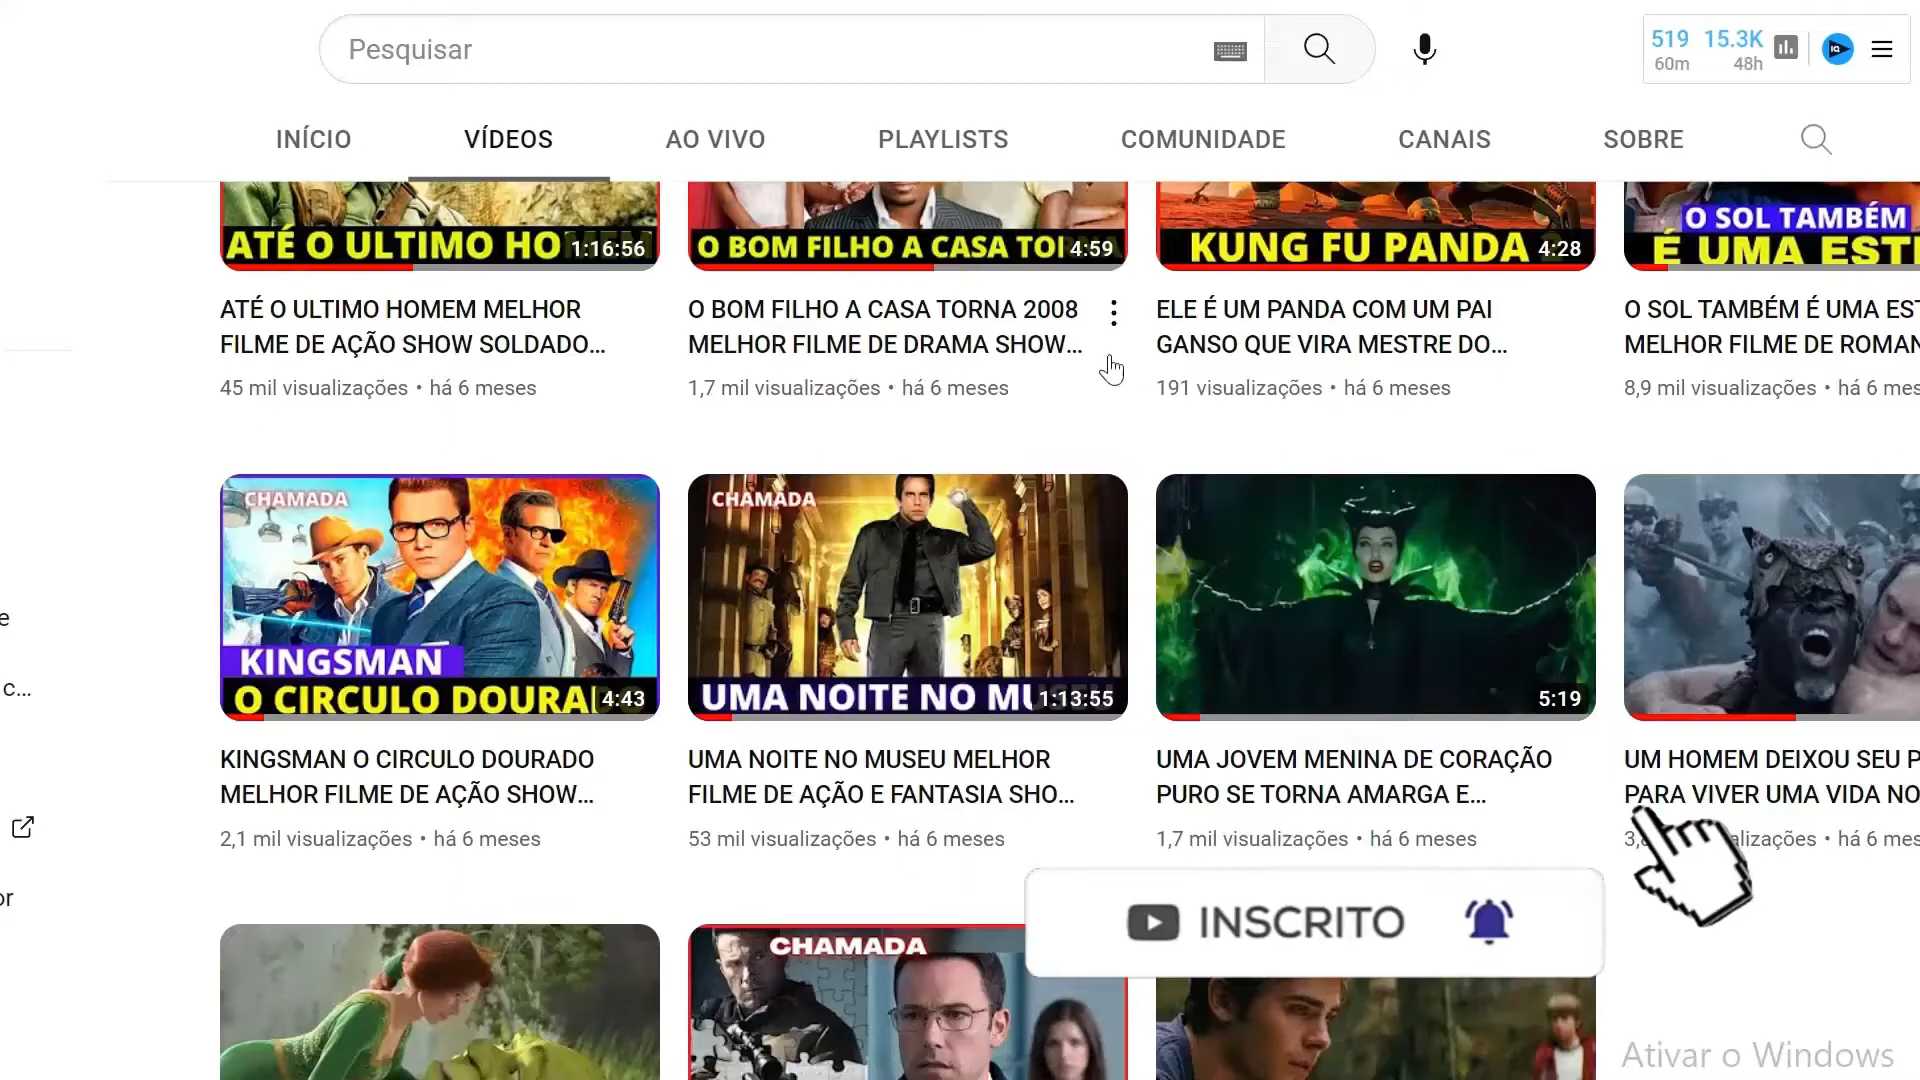 Pesquisar
519 15.3K
60m 48h
IQ
INÍCIO VÍDEOS AO VIVO PLAYLISTS COMUNIDADE CANAIS SOBRE
ATÉ O ULTIMO HO 1:16:56
O BOM FILHO A CASA TOR 4:59
KUNG FU PANDA 4:28
O SOL TAMBÉM
É UMA EST
ATÉ O ULTIMO HOMEM MELHOR
FILME DE AÇÃO SHOW SOLDADO...
45 mil visualizações • há 6 meses
O BOM FILHO A CASA TORNA 2008
MELHOR FILME DE DRAMA SHOW...
1,7 mil visualizações • há 6 meses
ELE É UM PANDA COM UM PAI
GANSO QUE VIRA MESTRE DO...
191 visualizações • há 6 meses
O SOL TAMBÉM É UMA EST
MELHOR FILME DE ROMAN
8,9 mil visualizações • há 6 mes
CHAMADA
KINGSMAN
O CIRCULO DOURA 4:43
CHAMADA
UMA NOITE NO MU 1:13:55
5:19
KINGSMAN O CIRCULO DOURADO
MELHOR FILME DE AÇÃO SHOW...
2,1 mil visualizações • há 6 meses
UMA NOITE NO MUSEU MELHOR
FILME DE AÇÃO E FANTASIA SHO...
53 mil visualizações • há 6 meses
UMA JOVEM MENINA DE CORAÇÃO
PURO SE TORNA AMARGA E...
1,7 mil visualizações • há 6 meses
UM HOMEM DEIXOU SEU P
PARA VIVER UMA VIDA NO
alizações • há 6 mes
e
c...
or
INSCRITO
CHAMADA
Ativar o Windows